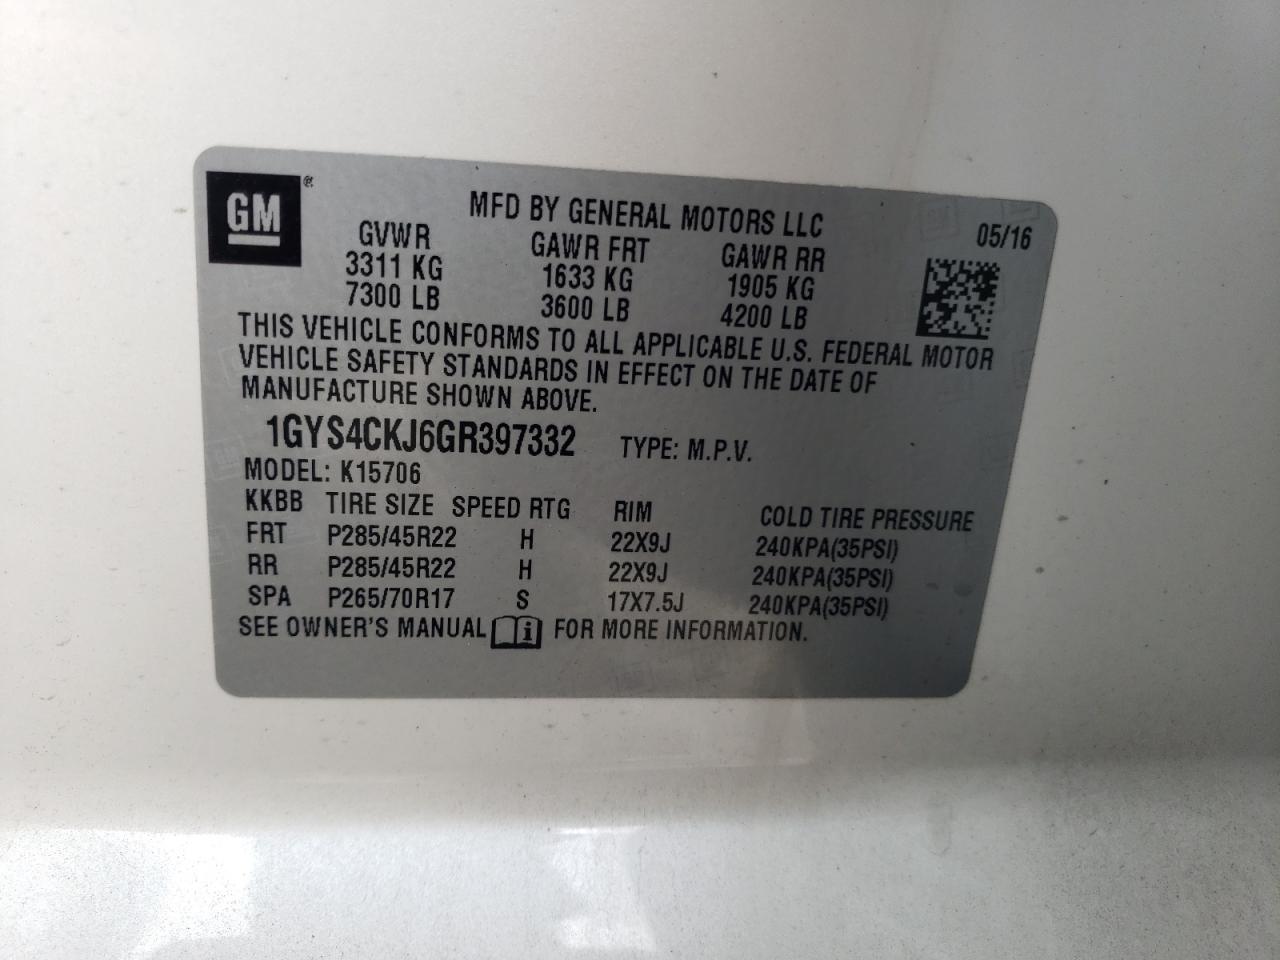 GM ®
MFD BY GENERAL MOTORS LLC 05/16
GVWR GAWR FRT GAWR RR
3311 KG 1633 KG 1905 KG
7300 LB 3600 LB 4200 LB
THIS VEHICLE CONFORMS TO ALL APPLICABLE U.S. FEDERAL MOTOR
VEHICLE SAFETY STANDARDS IN EFFECT ON THE DATE OF
MANUFACTURE SHOWN ABOVE.
1GYS4CKJ6GR397332 TYPE: M.P.V.
MODEL: K15706
KKBB TIRE SIZE SPEED RTG RIM COLD TIRE PRESSURE
FRT P285/45R22 H 22X9J 240KPA(35PSI)
RR P285/45R22 H 22X9J 240KPA(35PSI)
SPA P265/70R17 S 17X7.5J 240KPA(35PSI)
SEE OWNER'S MANUAL i FOR MORE INFORMATION.